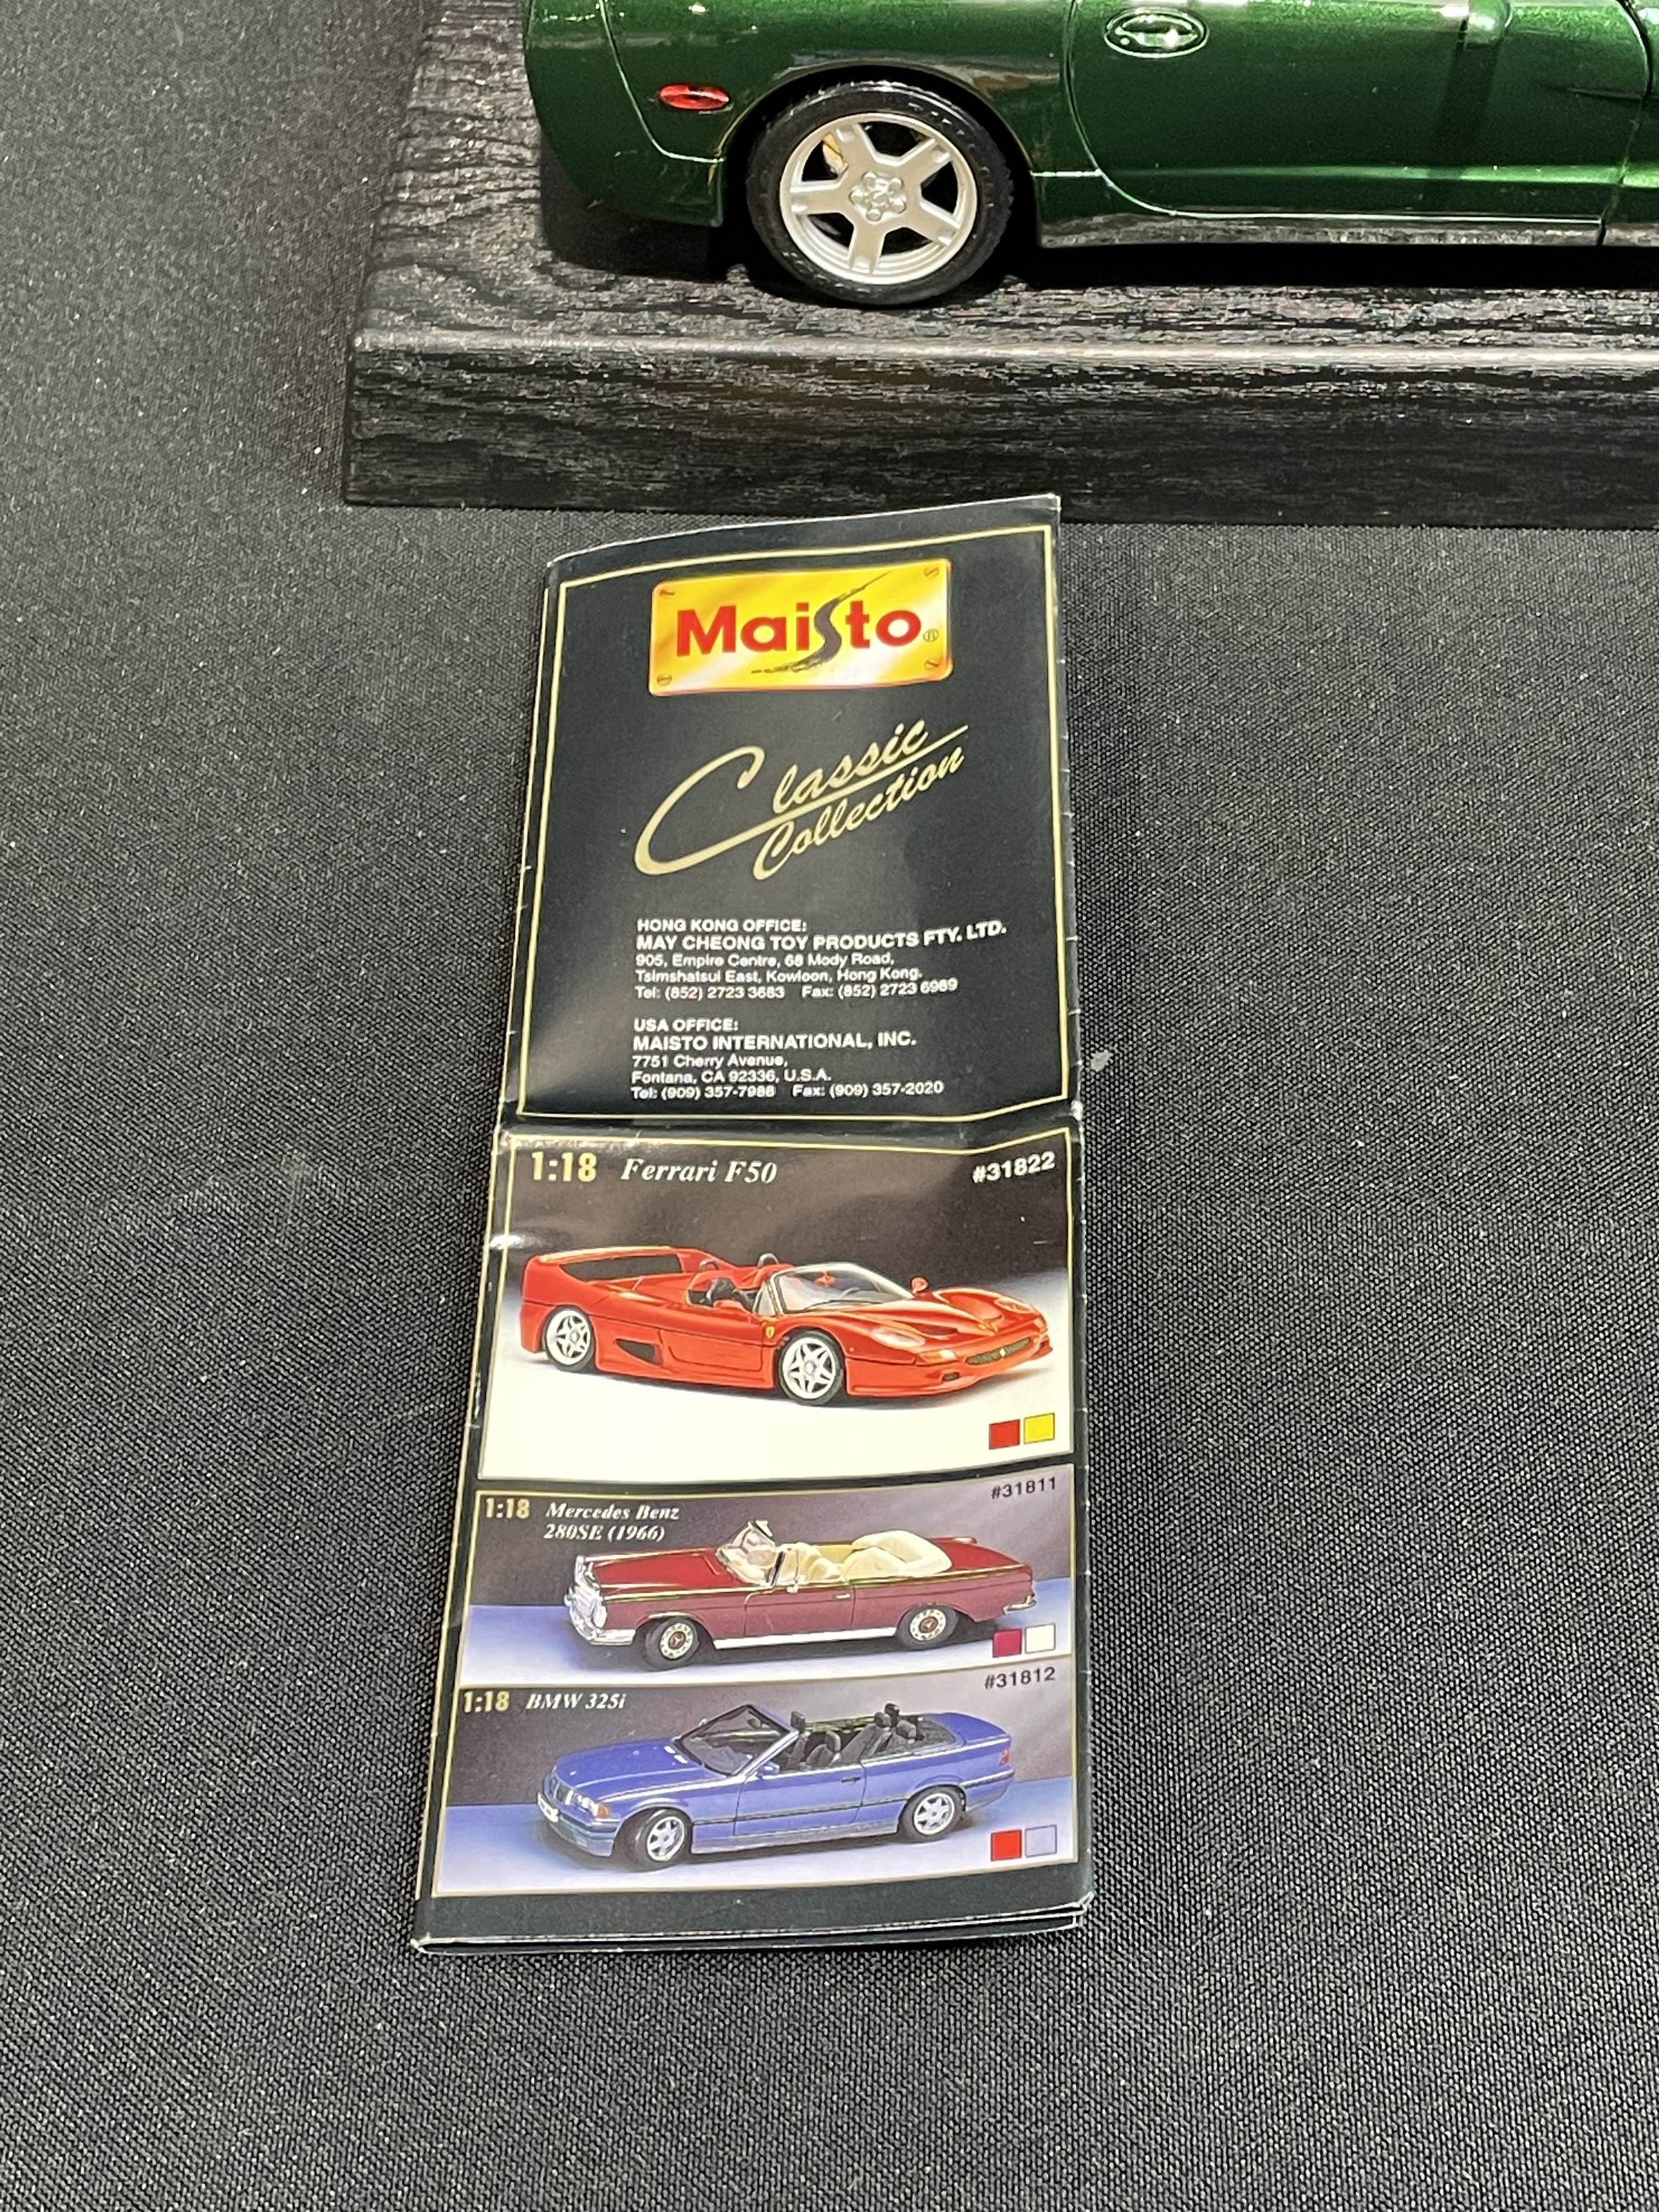 Maisto®
Classic
Collection
HONG KONG OFFICE:
MAY CHEONG TOY PRODUCTS FTY. LTD.
905, Empire Centre, 68 Mody Road,
Tsimshatsui East, Kowloon, Hong Kong.
Tel: (852) 2723 3683 Fax: (852) 2723 6969
USA OFFICE:
MAISTO INTERNATIONAL, INC.
7751 Cherry Avenue,
Fontana, CA 92336, U.S.A.
Tel: (909) 357-7988 Fax: (909) 357-2020
1:18 Ferrari F50 #31822
#31811
1:18 Mercedes Benz
280SE (1966)
#31812
1:18 BMW 325i